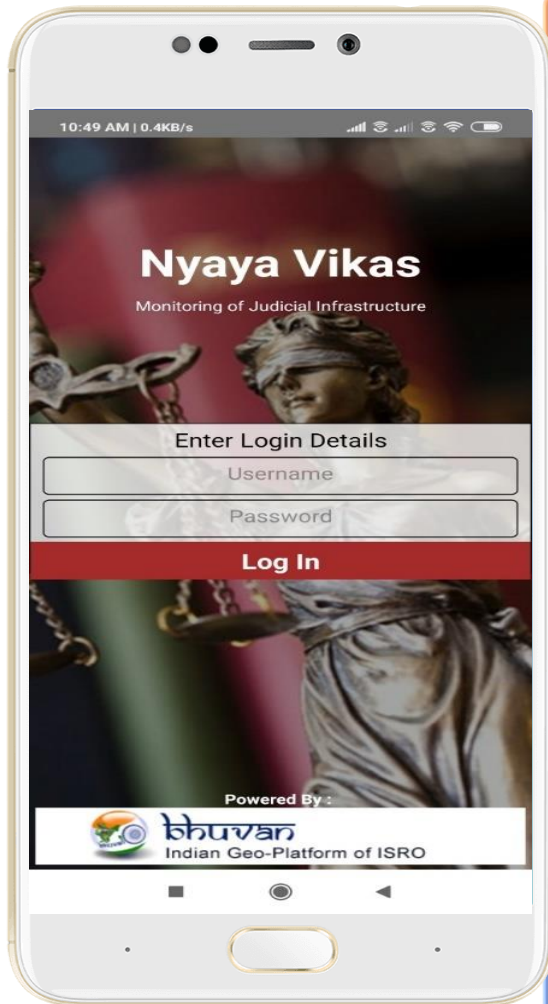 10:49 AM | 0.4KB/s
Nyaya Vikas
Monitoring of Judicial Infrastructure
Enter Login Details
Username
Password
Log In
Powered By :
bhuvan
Indian Geo-Platform of ISRO